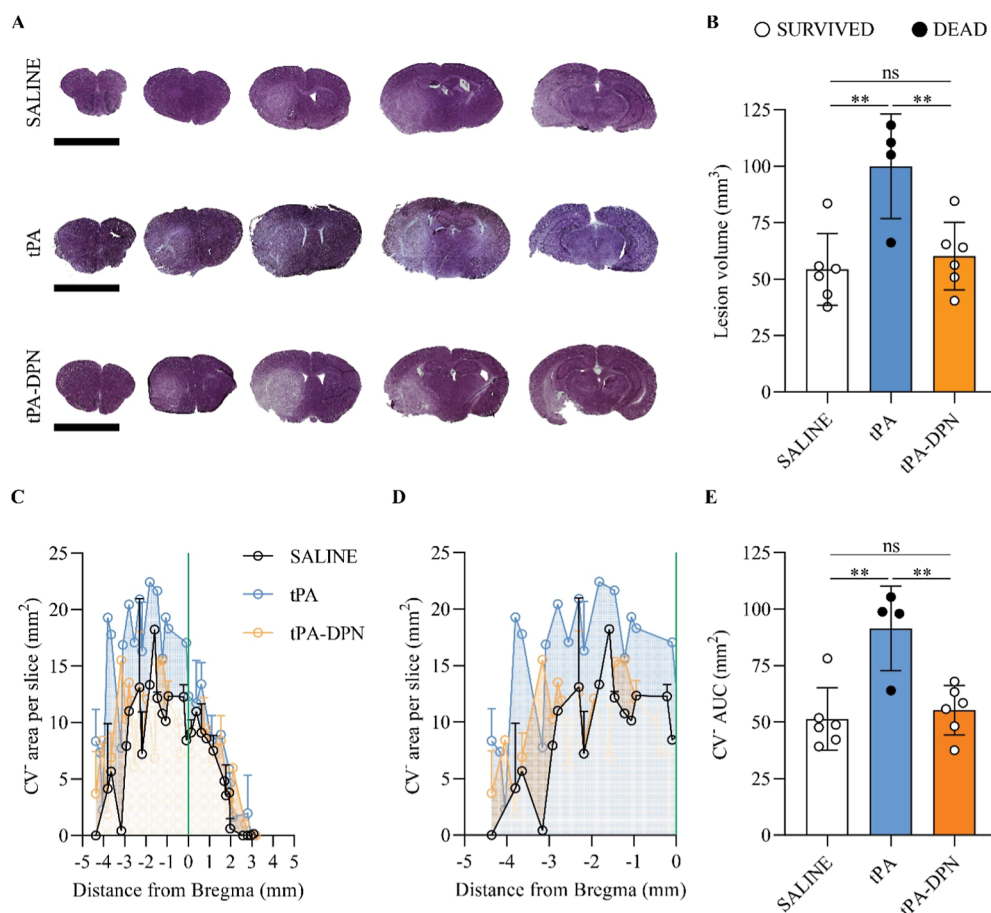 A
SALINE
tPA
tPA-DPN
B
SURVIVED DEAD
ns
** **
Lesion volume (mm3)
125
100
75
50
25
0
SALINE
tPA
tPA-DPN
C
CV- area per slice (mm2)
25
20
15
10
5
0
-5 -4 -3 -2 -1 0 1 2 3 4 5
Distance from Bregma (mm)
SALINE
tPA
tPA-DPN
D
CV- area per slice (mm2)
25
20
15
10
5
0
-5 -4 -3 -2 -1 0
Distance from Bregma (mm)
E
ns
** **
CV- AUC (mm2)
125
100
75
50
25
0
SALINE
tPA
tPA-DPN